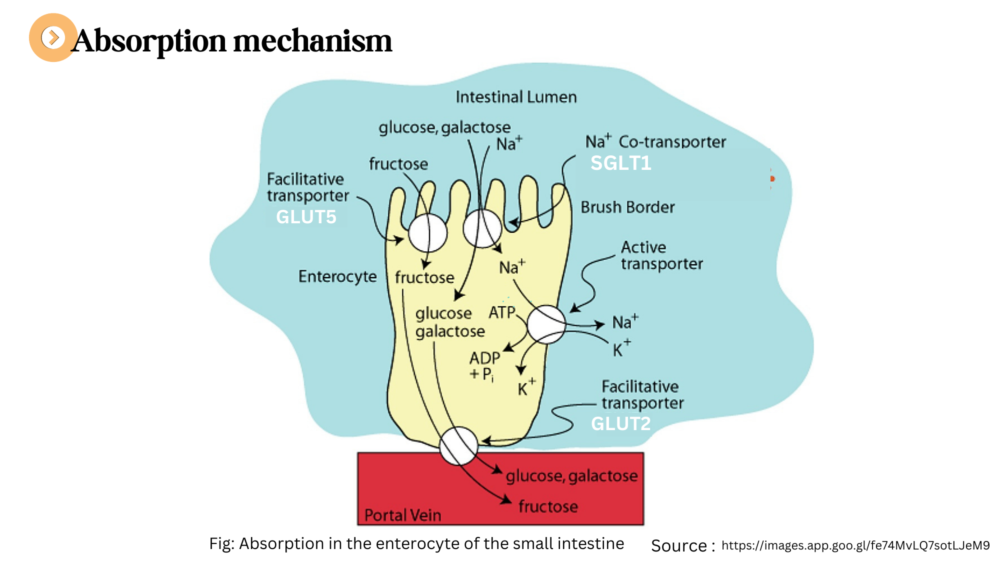 Absorption mechanism
Intestinal Lumen
glucose, galactose
Na⁺
Na⁺ Co-transporter
SGLT1
fructose
Facilitative
transporter
GLUT5
Brush Border
Active
transporter
Enterocyte
fructose
Na⁺
glucose
galactose
ATP
ADP
+ Pᵢ
K⁺
Na⁺
K⁺
Facilitative
transporter
GLUT2
glucose, galactose
fructose
Portal Vein
Fig: Absorption in the enterocyte of the small intestine
Source : https://images.app.goo.gl/fe74MvLQ7sotLJeM9